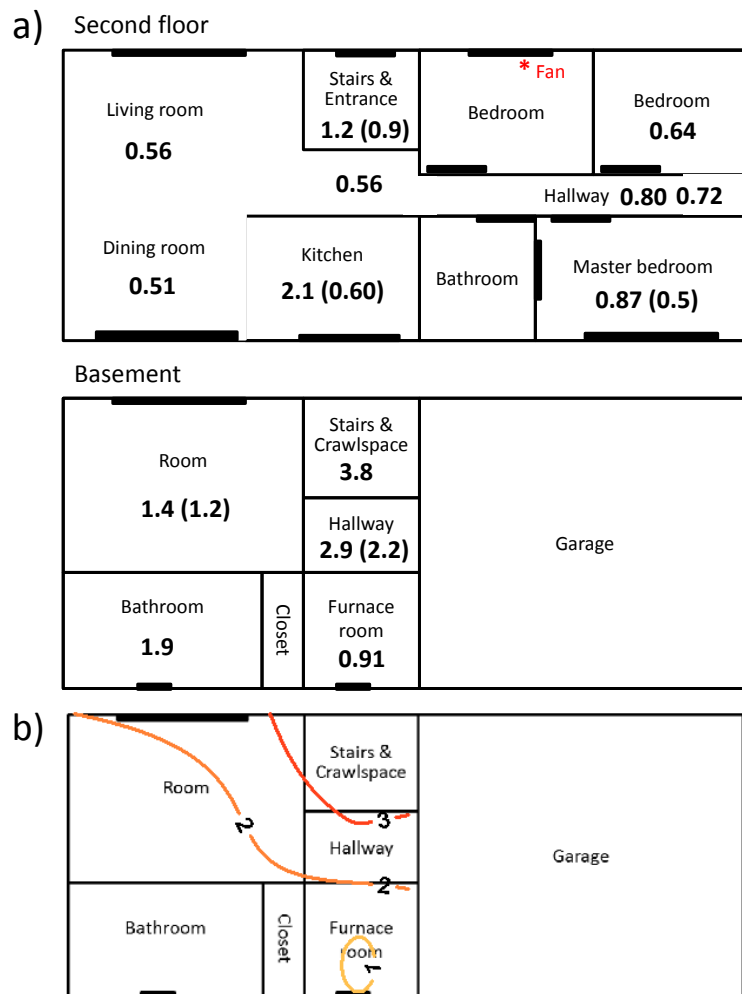 a)
Second floor
Living room
0.56
Stairs &
Entrance
1.2 (0.9)
* Fan
Bedroom
Bedroom
0.64
0.56
Hallway 0.80 0.72
Dining room
0.51
Kitchen
2.1 (0.60)
Bathroom
Master bedroom
0.87 (0.5)
Basement
Room
1.4 (1.2)
Stairs &
Crawlspace
3.8
Hallway
2.9 (2.2)
Garage
Bathroom
1.9
Closet
Furnace
room
0.91
b)
Room
Stairs &
Crawlspace
2
3
Hallway
Garage
2
Bathroom
Closet
Furnace
room
1